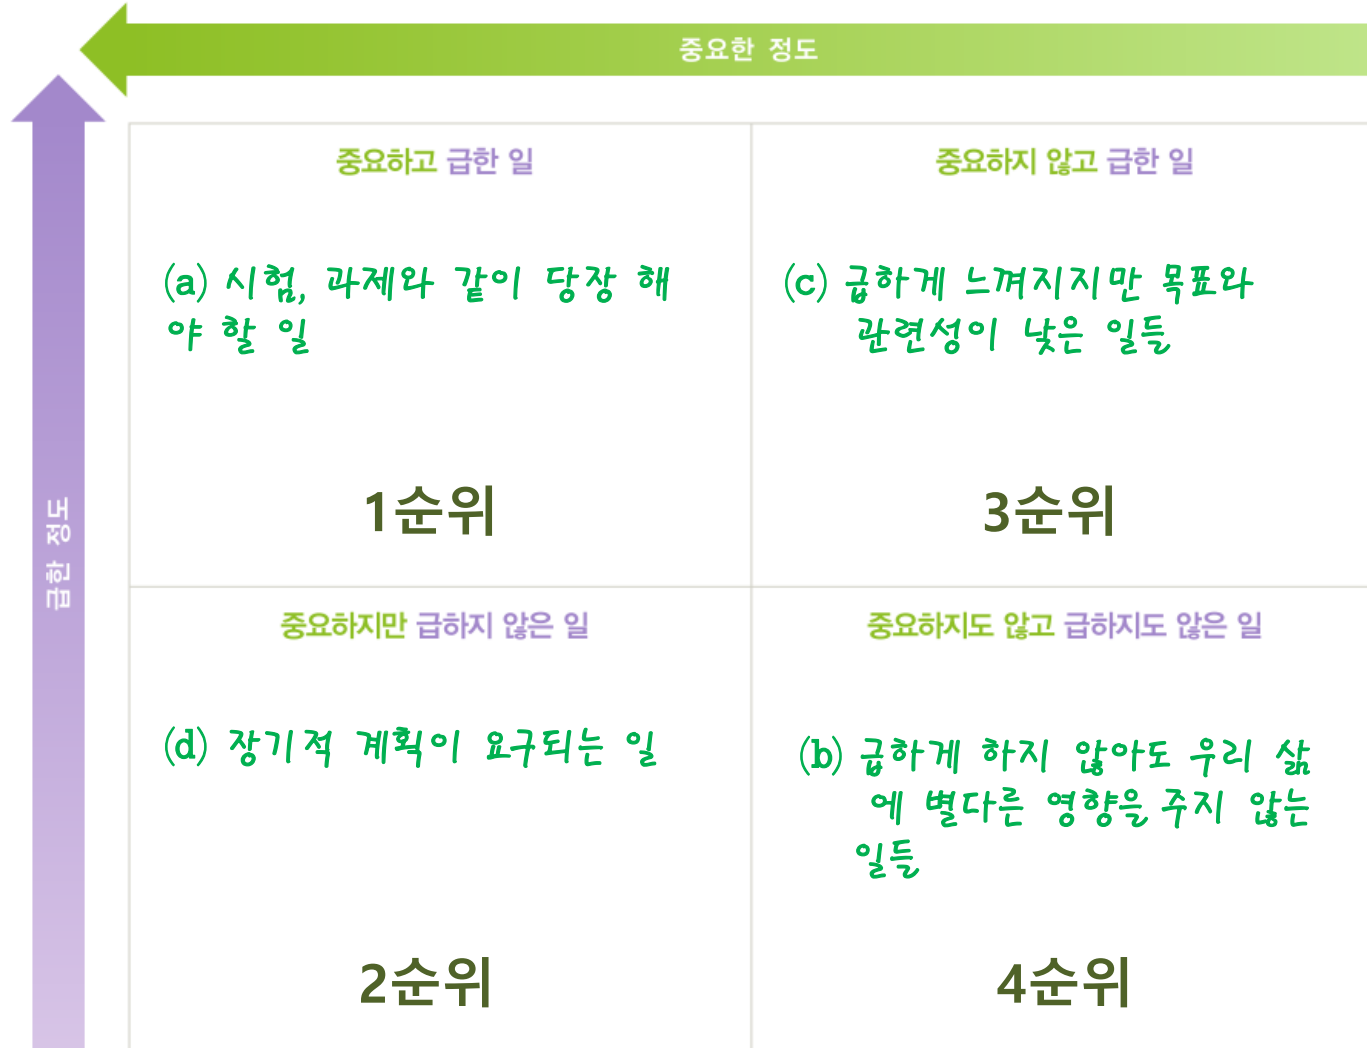 중요한 정도
급한 정도
중요하고 급한 일
(a) 시험, 과제와 같이 당장 해
야 할 일
1순위
중요하지 않고 급한 일
(c) 급하게 느껴지지만 목표와
관련성이 낮은 일들
3순위
중요하지만 급하지 않은 일
(d) 장기적 계획이 요구되는 일
2순위
중요하지도 않고 급하지도 않은 일
(b) 급하게 하지 않아도 우리 삶
에 별다른 영향을 주지 않는
일들
4순위